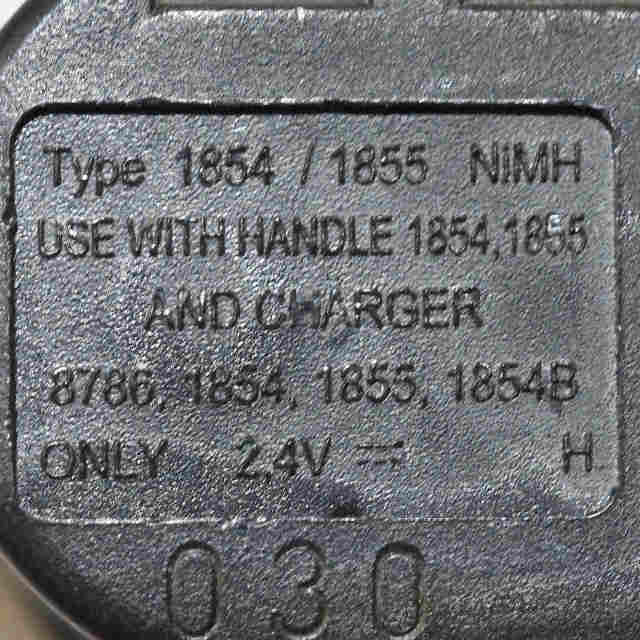 Type 1854 / 1855 NiMH
USE WITH HANDLE 1854,1855
AND CHARGER
8786, 1854, 1855, 1854B
ONLY 2,4V ⎓ H
030